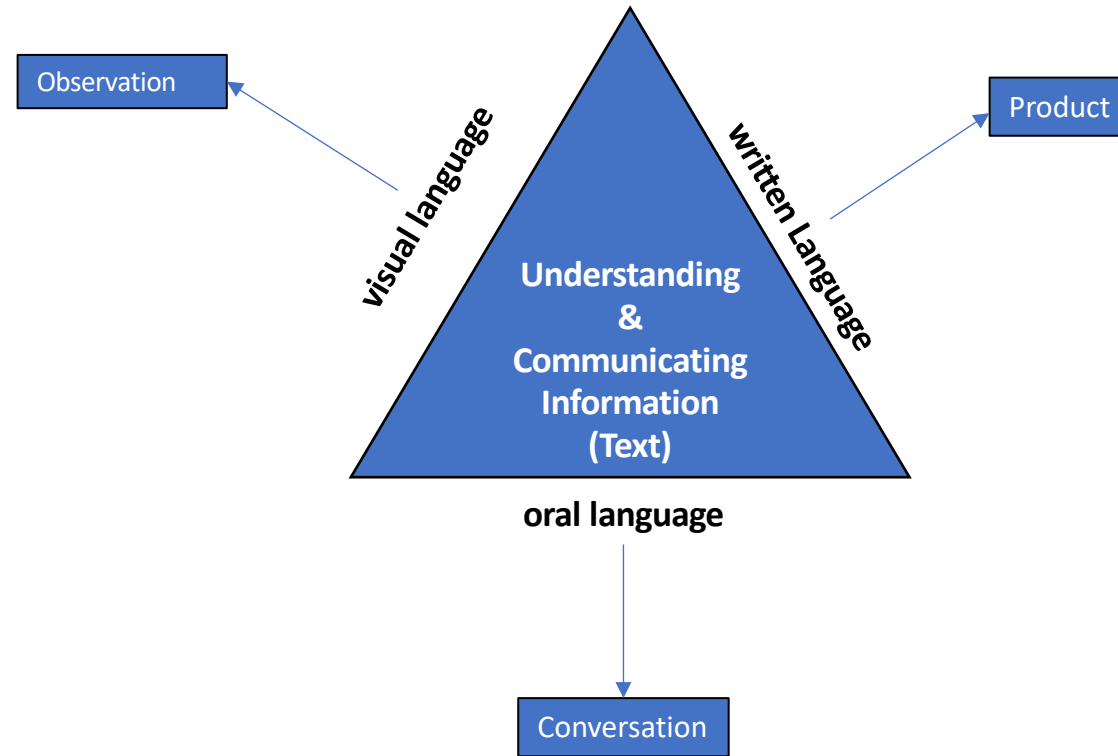 Observation
Product
visual language
written Language
Understanding
&
Communicating
Information
(Text)
oral language
Conversation